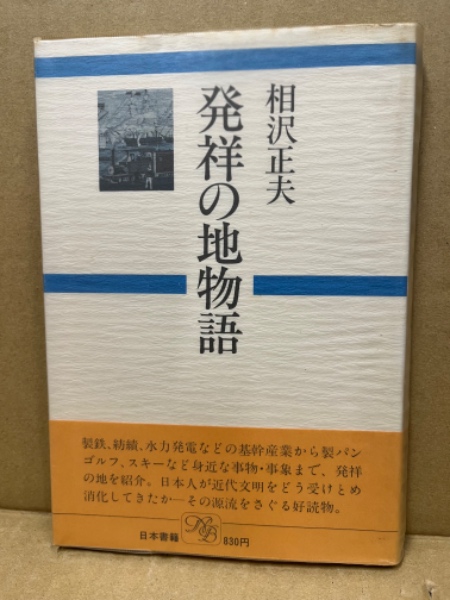 相沢正夫
発祥の地物語
製鉄、紡績、水力発電などの基幹産業から製パン
ゴルフ、スキーなど身近な事物・事象まで、発祥
の地を紹介。日本人が近代文明をどう受けとめ
消化してきたか―その源流をさぐる好読物。
日本書籍
830円